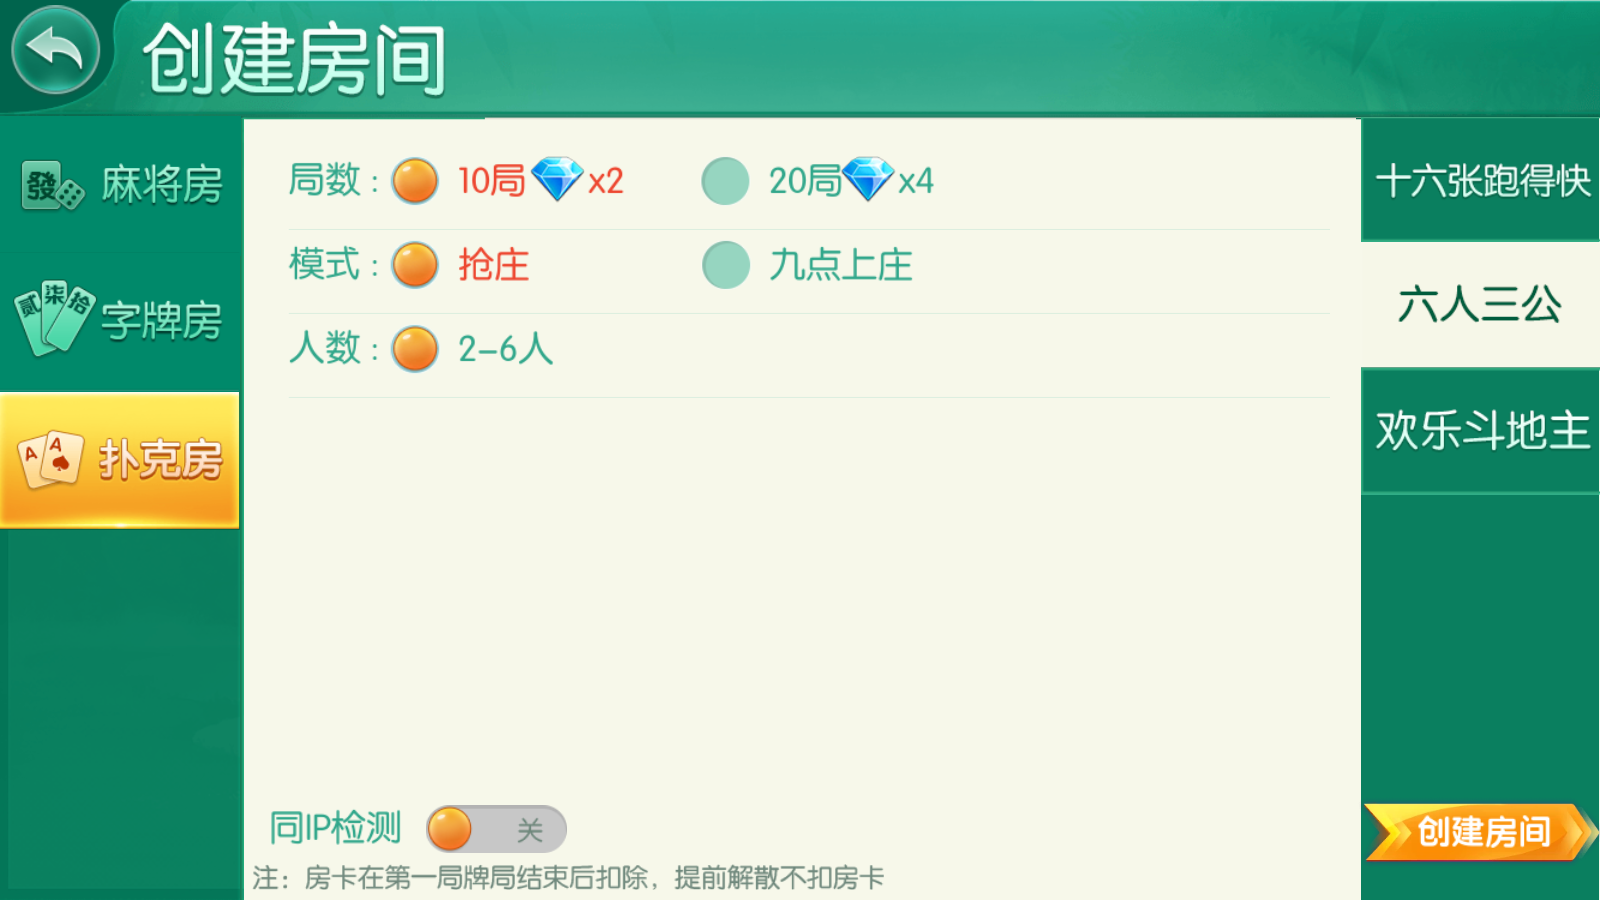 创建房间
發 麻将房
贰 柒 拾 字牌房
A A 扑克房
局数： 10局 x2 20局 x4
模式： 抢庄 九点上庄
人数： 2-6人
同IP检测 关
注：房卡在第一局牌局结束后扣除，提前解散不扣房卡
十六张跑得快
六人三公
欢乐斗地主
创建房间